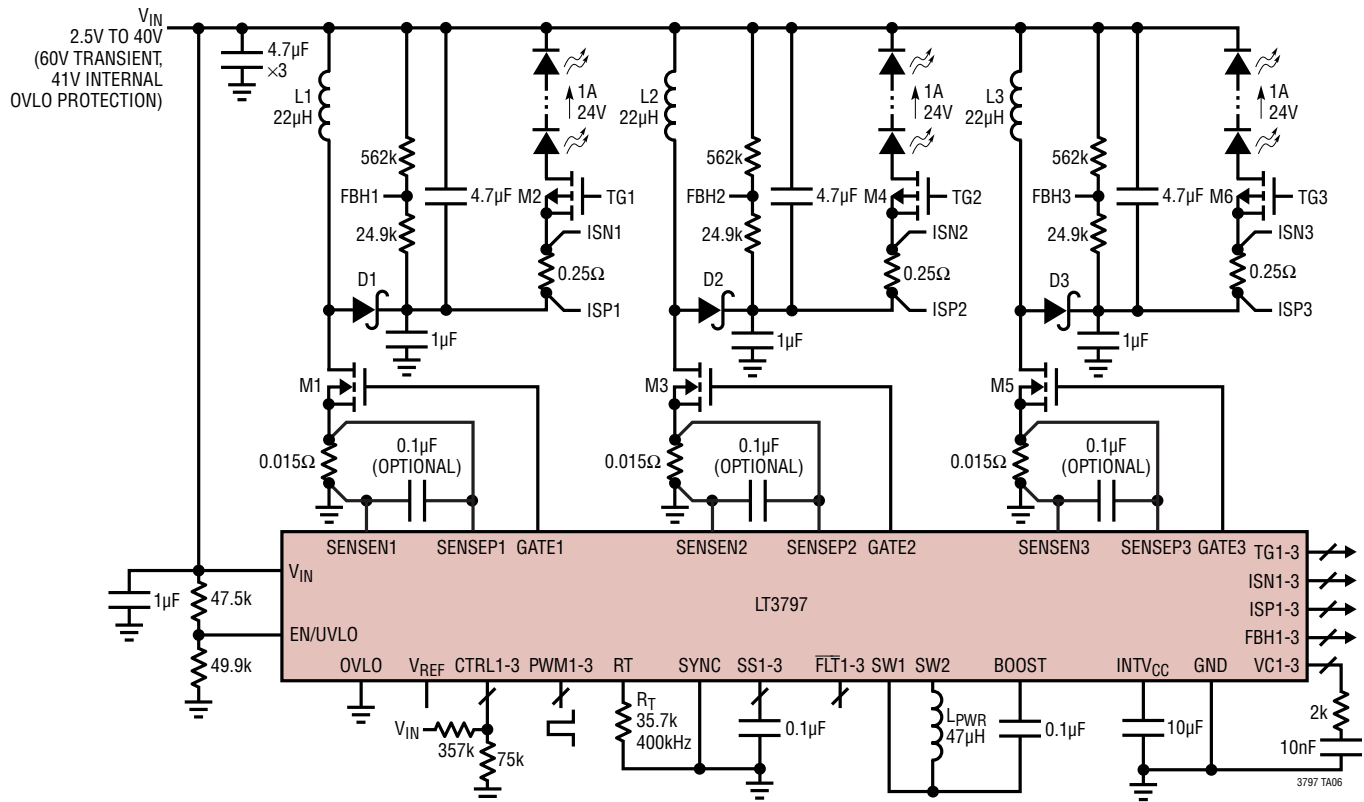 VIN
2.5V TO 40V
(60V TRANSIENT,
41V INTERNAL
OVLO PROTECTION)
4.7µF
×3
L1
22µH
562k
FBH1
24.9k
4.7µF
1A
24V
M2
TG1
ISN1
0.25Ω
ISP1
D1
1µF
M1
0.015Ω
0.1µF
(OPTIONAL)
L2
22µH
562k
FBH2
24.9k
4.7µF
1A
24V
M4
TG2
ISN2
0.25Ω
ISP2
D2
1µF
M3
0.015Ω
0.1µF
(OPTIONAL)
L3
22µH
562k
FBH3
24.9k
4.7µF
1A
24V
M6
TG3
ISN3
0.25Ω
ISP3
D3
1µF
M5
0.015Ω
0.1µF
(OPTIONAL)
SENSEN1 SENSEP1 GATE1 SENSEN2 SENSEP2 GATE2 SENSEN3 SENSEP3 GATE3
TG1-3
ISN1-3
ISP1-3
FBH1-3
VC1-3
VIN
LT3797
EN/UVLO
1µF
47.5k
49.9k
OVLO VREF CTRL1-3 PWM1-3 RT SYNC SS1-3 FLT1-3 SW1 SW2 BOOST INTVCC GND
VIN
357k
75k
RT
35.7k
400kHz
0.1µF
LPWR
47µH
0.1µF
10µF
2k
10nF
3797 TA06